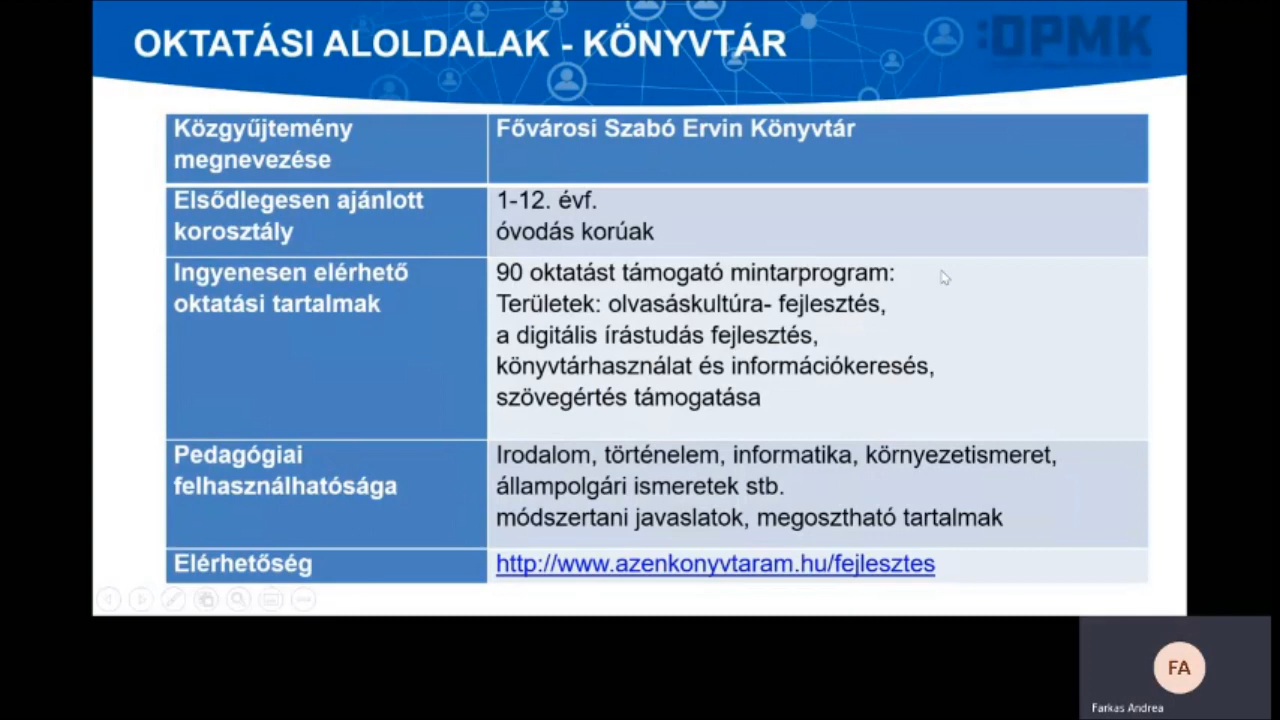 OKTATÁSI ALOLDALAK - KÖNYVTÁR
:OPMK
Közgyűjtemény
megnevezése
Fővárosi Szabó Ervin Könyvtár
Elsődlegesen ajánlott
korosztály
1-12. évf.
óvodás korúak
Ingyenesen elérhető
oktatási tartalmak
90 oktatást támogató mintarprogram:
Területek: olvasáskultúra- fejlesztés,
a digitális írástudás fejlesztés,
könyvtárhasználat és információkeresés,
szövegértés támogatása
Pedagógiai
felhasználhatósága
Irodalom, történelem, informatika, környezetismeret,
állampolgári ismeretek stb.
módszertani javaslatok, megosztható tartalmak
Elérhetőség
http://www.azenkonyvtaram.hu/fejlesztes
FA
Farkas Andrea